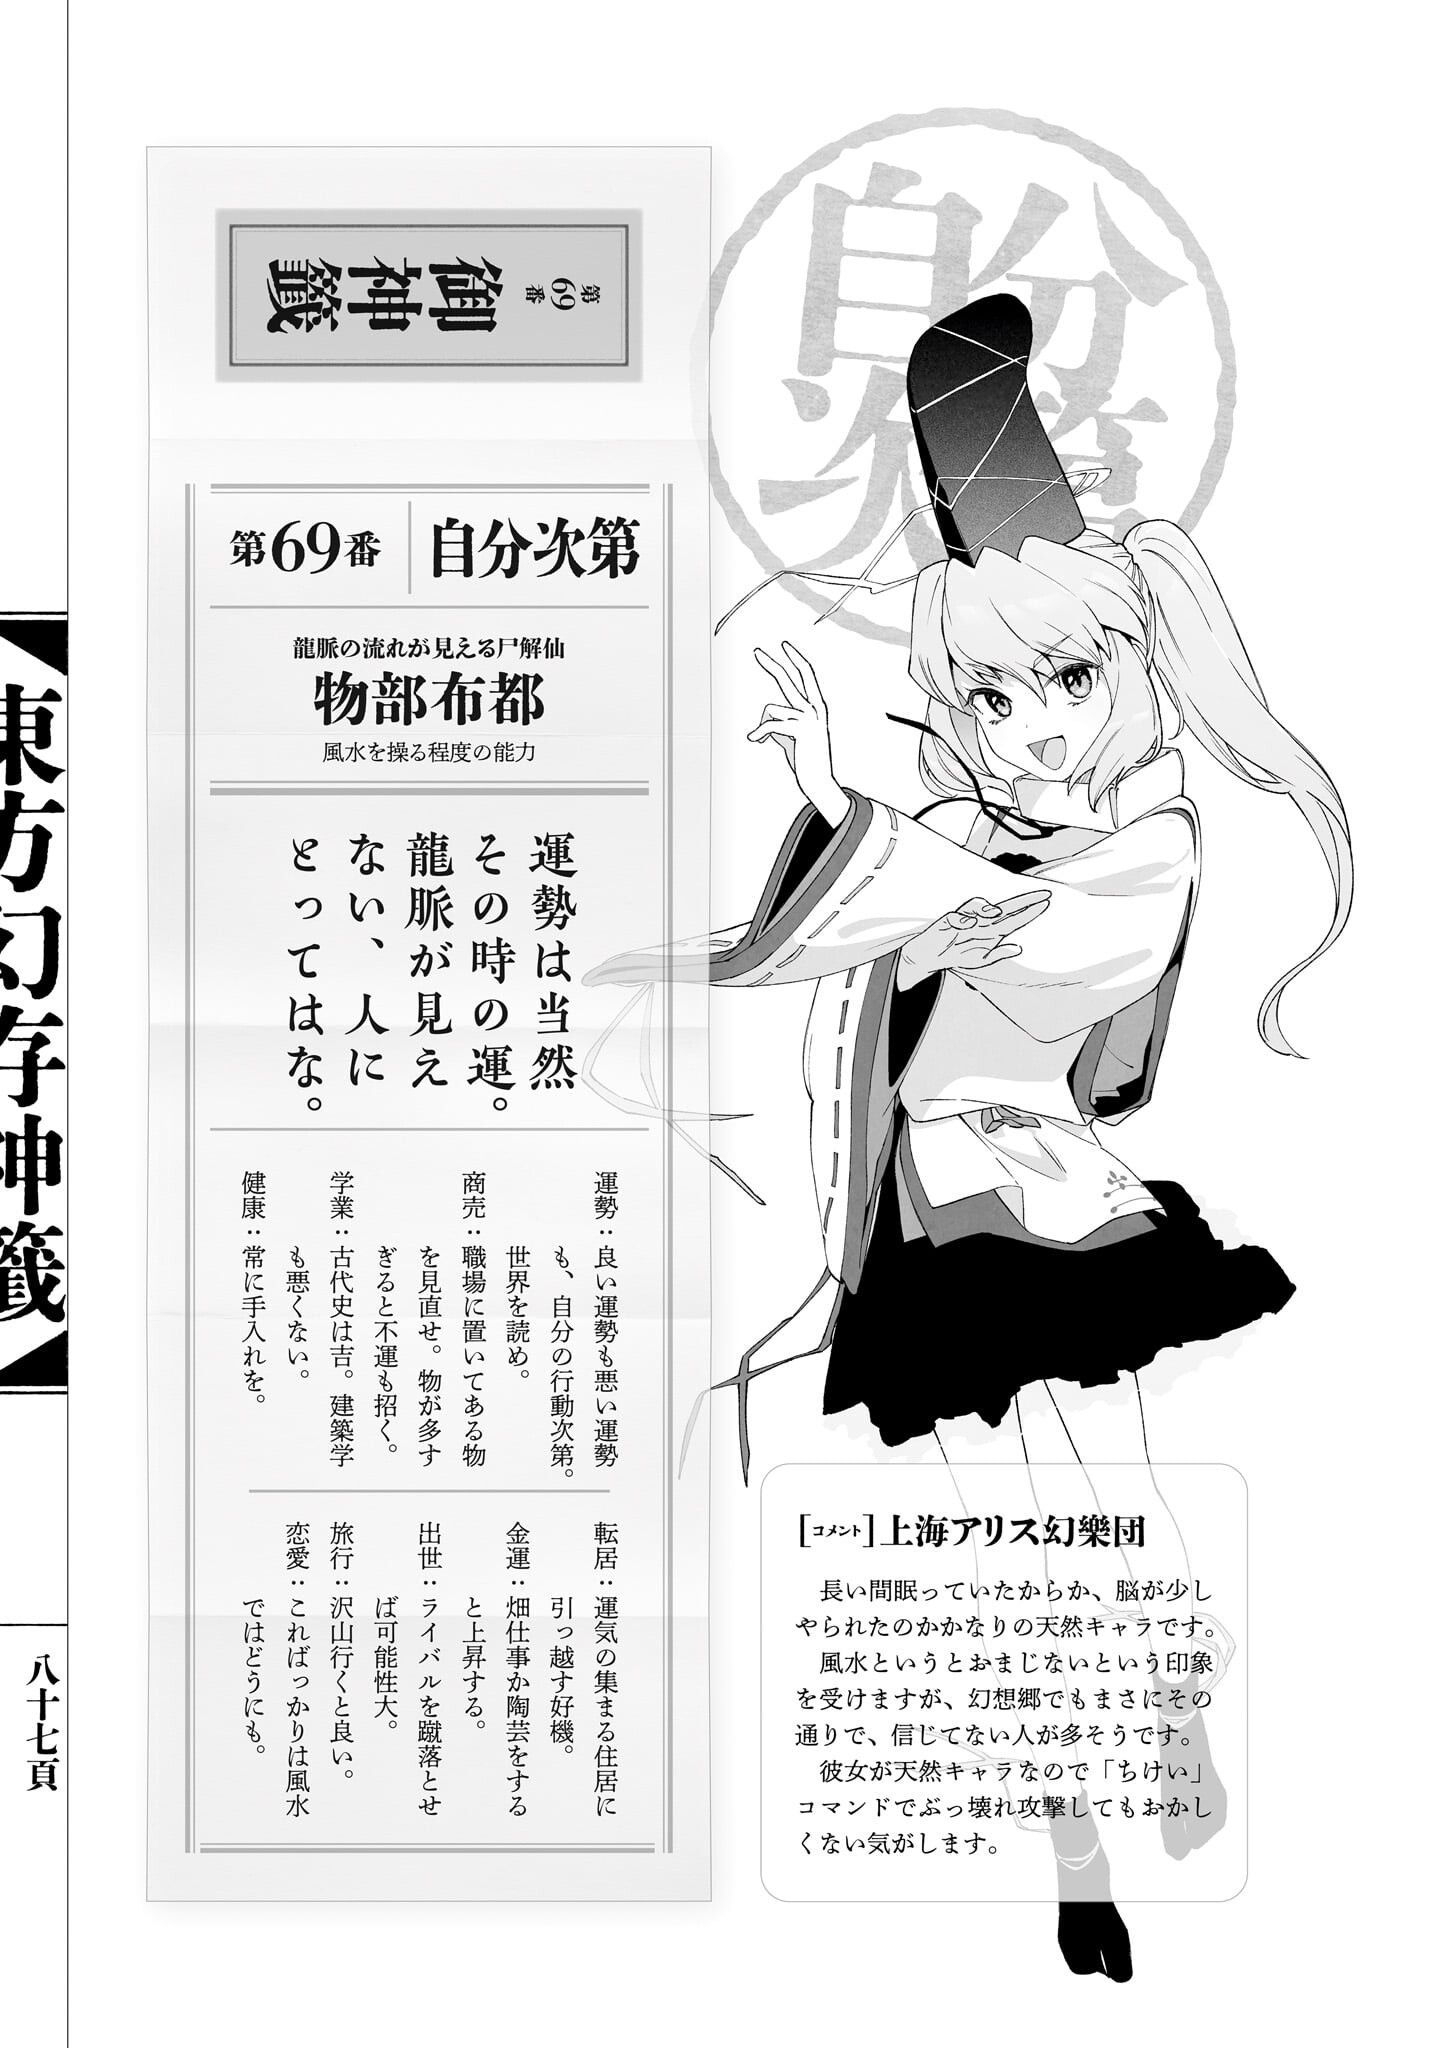 自分次第
御神籤
第69番
第69番
自分次第
龍脈の流れが見える尸解仙
物部布都
風水を操る程度の能力
運勢は当然
その時の運。
龍脈が見え
ない、人に
とってはな。
運勢：良い運勢も悪い運勢
も、自分の行動次第。
世界を読め。
商売：職場に置いてある物
を見直せ。物が多す
ぎると不運も招く。
学業：古代史は吉。建築学
も悪くない。
健康：常に手入れを。
転居：運気の集まる住居に
引っ越す好機。
金運：畑仕事か陶芸をする
と上昇する。
出世：ライバルを蹴落とせ
ば可能性大。
旅行：沢山行くと良い。
恋愛：こればっかりは風水
ではどうにも。
［コメント］上海アリス幻樂団
長い間眠っていたからか、脳が少し
やられたのかかなりの天然キャラです。
風水というとおまじないという印象
を受けますが、幻想郷でもまさにその
通りで、信じてない人が多そうです。
彼女が天然キャラなので「ちけい」
コマンドでぶっ壊れ攻撃してもおかし
くない気がします。
【東方幻存神籤】
八十七頁